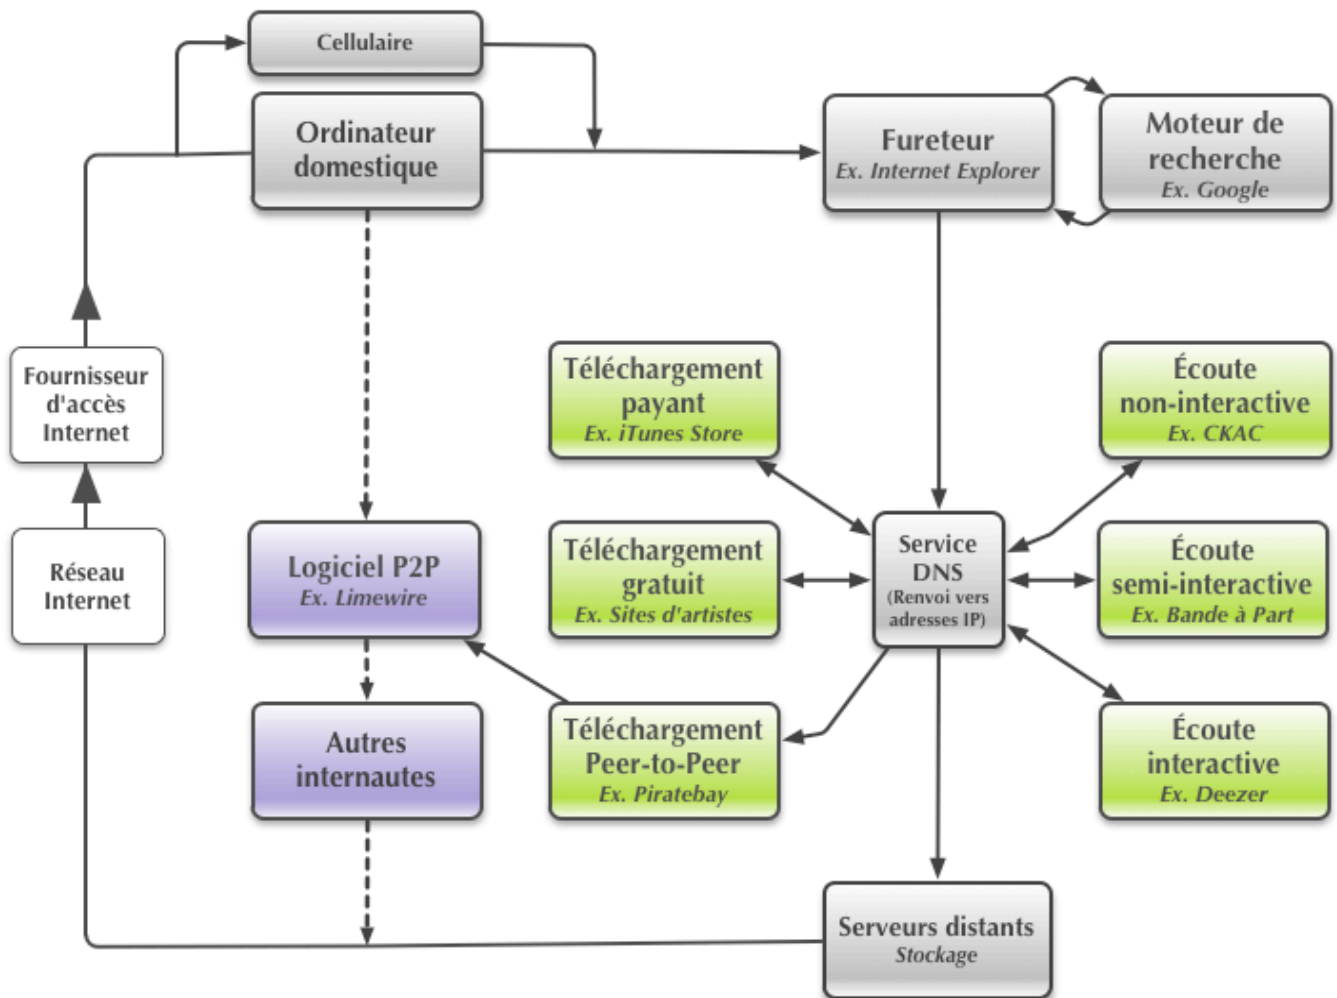 Cellulaire
Ordinateur
domestique
Fureteur
Ex. Internet Explorer
Moteur de
recherche
Ex. Google
Fournisseur
d'accès
Internet
Téléchargement
payant
Ex. iTunes Store
Écoute
non-interactive
Ex. CKAC
Réseau
Internet
Logiciel P2P
Ex. Limewire
Téléchargement
gratuit
Ex. Sites d'artistes
Service
DNS
(Renvoi vers
adresses IP)
Écoute
semi-interactive
Ex. Bande à Part
Autres
internautes
Téléchargement
Peer-to-Peer
Ex. Piratebay
Écoute
interactive
Ex. Deezer
Serveurs distants
Stockage